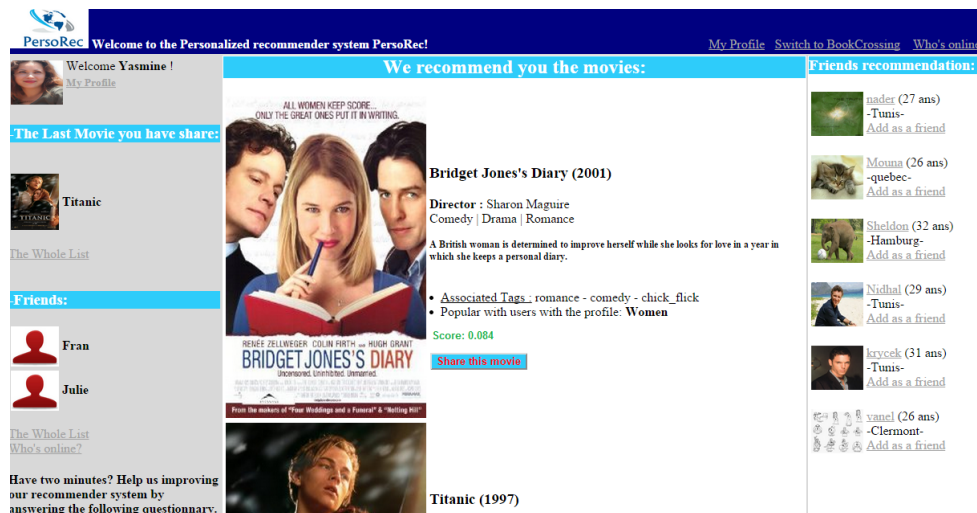 PersoRec
Welcome to the Personalized recommender system PersoRec!
My Profile Switch to BookCrossing Who's online
Welcome Yasmine !
My Profile
-The Last Movie you have share:
TITANIC
Titanic
The Whole List
-Friends:
Fran
Julie
The Whole List
Who's online?
Have two minutes? Help us improving
our recommender system by
answering the following questionnary.
We recommend you the movies:
ALL WOMEN KEEP SCORE...
ONLY THE GREAT ONES PUT IT IN WRITING.
RENÉE ZELLWEGER COLIN FIRTH AND HUGH GRANT
BRIDGET JONES'S DIARY
Uncensored. Uninhibited. Unmarried.
From the makers of "Four Weddings and a Funeral" & "Notting Hill"
Bridget Jones's Diary (2001)
Director : Sharon Maguire
Comedy | Drama | Romance
A British woman is determined to improve herself while she looks for love in a year in
which she keeps a personal diary.
Associated Tags : romance - comedy - chick_flick
Popular with users with the profile: Women
Score: 0.084
Share this movie
Titanic (1997)
Friends recommendation:
nader (27 ans)
-Tunis-
Add as a friend
Mouna (26 ans)
-quebec-
Add as a friend
Sheldon (32 ans)
-Hamburg-
Add as a friend
Nidhal (29 ans)
-Tunis-
Add as a friend
krycek (31 ans)
-Tunis-
Add as a friend
vanel (26 ans)
-Clermont-
Add as a friend